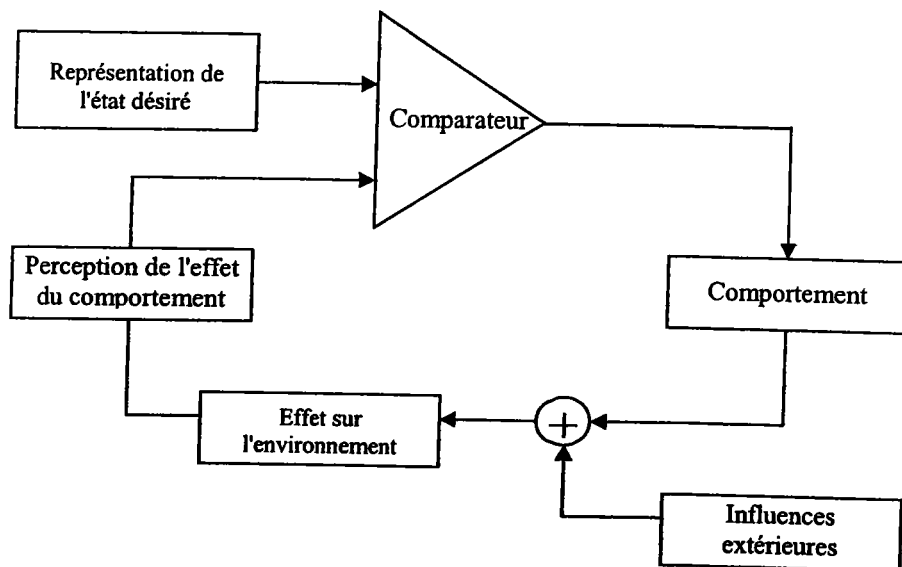 Représentation de
l'état désiré
Comparateur
Perception de l'effet
du comportement
Comportement
Effet sur
l'environnement
+
Influences
extérieures